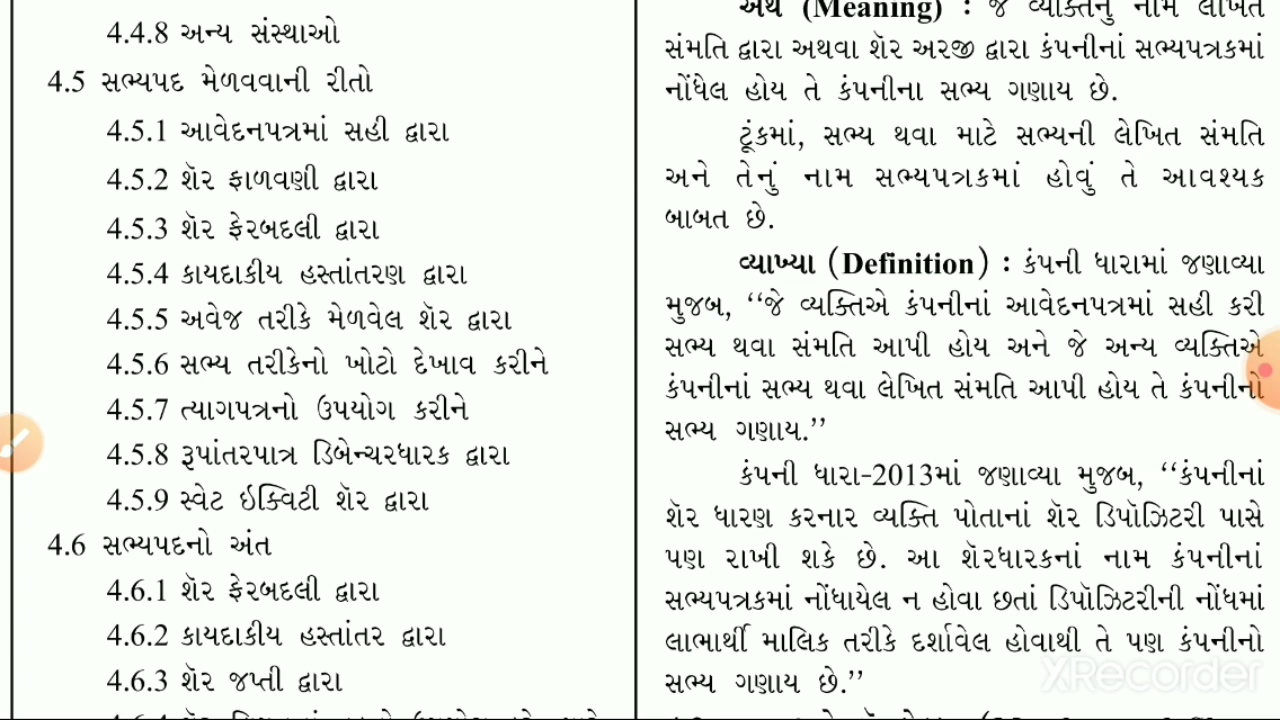 4.4.8 અન્ય સંસ્થાઓ
4.5 સભ્યપદ મેળવવાની રીતો
4.5.1 આવેદનપત્રમાં સહી દ્વારા
4.5.2 શૅર ફાળવણી દ્વારા
4.5.3 શૅર ફેરબદલી દ્વારા
4.5.4 કાયદાકીય હસ્તાંતરણ દ્વારા
4.5.5 અવેજ તરીકે મેળવેલ શૅર દ્વારા
4.5.6 સભ્ય તરીકેનો ખોટો દેખાવ કરીને
4.5.7 ત્યાગપત્રનો ઉપયોગ કરીને
4.5.8 રૂપાંતરપાત્ર ડિબેન્ચરધારક દ્વારા
4.5.9 સ્વેટ ઇક્વિટી શૅર દ્વારા
4.6 સભ્યપદનો અંત
4.6.1 શૅર ફેરબદલી દ્વારા
4.6.2 કાયદાકીય હસ્તાંતર દ્વારા
4.6.3 શૅર જપ્તી દ્વારા
અર્થ (Meaning) : જે વ્યક્તિનું નામ લેખિત
સંમતિ દ્વારા અથવા શૅર અરજી દ્વારા કંપનીનાં સભ્યપત્રકમાં
નોંધેલ હોય તે કંપનીના સભ્ય ગણાય છે.
ટૂંકમાં, સભ્ય થવા માટે સભ્યની લેખિત સંમતિ
અને તેનું નામ સભ્યપત્રકમાં હોવું તે આવશ્યક
બાબત છે.
વ્યાખ્યા (Definition) : કંપની ધારામાં જણાવ્યા
મુજબ, ‘‘જે વ્યક્તિએ કંપનીનાં આવેદનપત્રમાં સહી કરી
સભ્ય થવા સંમતિ આપી હોય અને જે અન્ય વ્યક્તિએ
કંપનીનાં સભ્ય થવા લેખિત સંમતિ આપી હોય તે કંપનીનો
સભ્ય ગણાય.’’
કંપની ધારા-2013માં જણાવ્યા મુજબ, ‘‘કંપનીનાં
શૅર ધારણ કરનાર વ્યક્તિ પોતાનાં શૅર ડિપૉઝિટરી પાસે
પણ રાખી શકે છે. આ શૅરધારકનાં નામ કંપનીનાં
સભ્યપત્રકમાં નોંધાયેલ ન હોવા છતાં ડિપૉઝિટરીની નોંધમાં
લાભાર્થી માલિક તરીકે દર્શાવેલ હોવાથી તે પણ કંપનીનો
સભ્ય ગણાય છે.’’
XRecorder